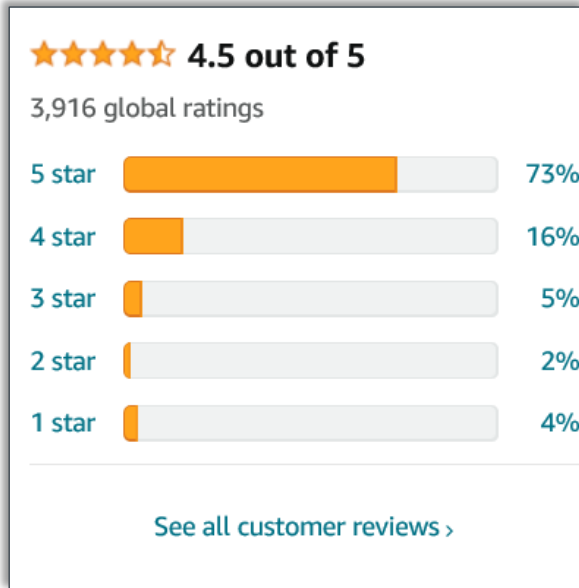 4.5 out of 5
3,916 global ratings
5 star 73%
4 star 16%
3 star 5%
2 star 2%
1 star 4%
See all customer reviews ›